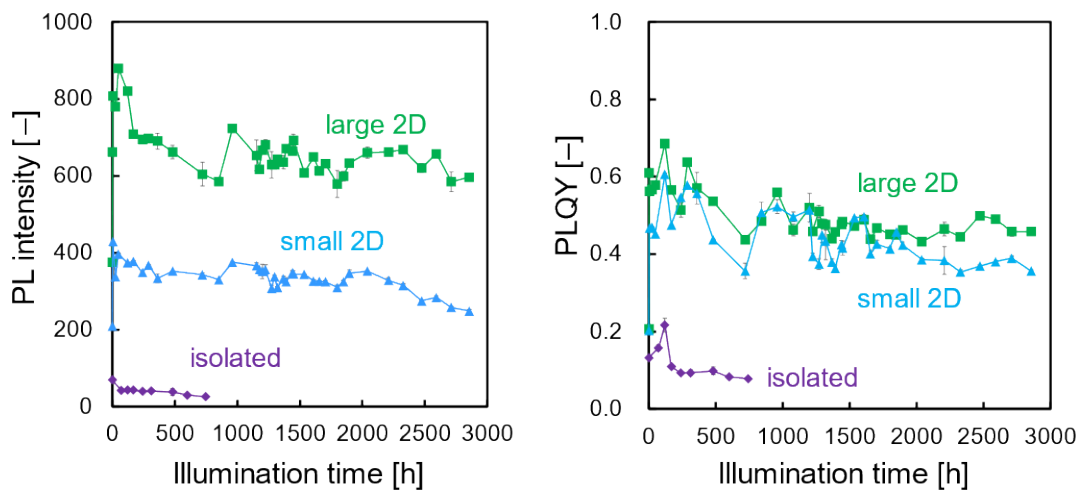 1000
800
600
400
200
0
PL intensity [–]
large 2D
small 2D
isolated
0 500 1000 1500 2000 2500 3000
Illumination time [h]
1.0
0.8
0.6
0.4
0.2
0.0
PLQY [–]
large 2D
small 2D
isolated
0 500 1000 1500 2000 2500 3000
Illumination time [h]